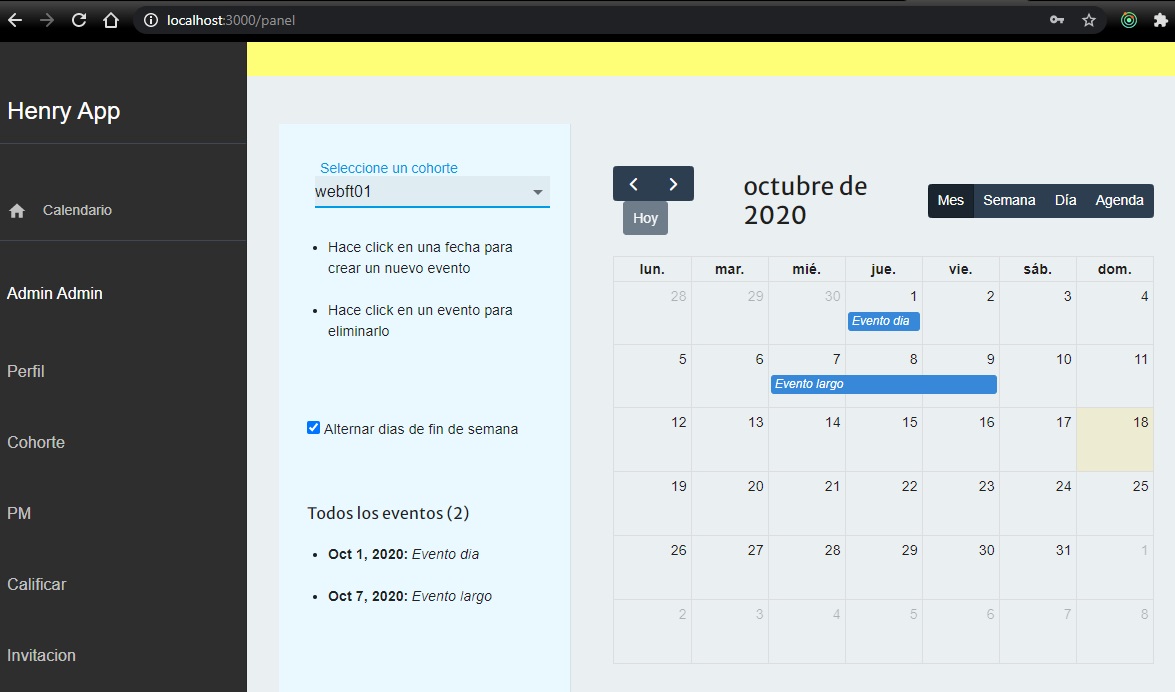 localhost:3000/panel
Henry App
Calendario
Admin Admin
Perfil
Cohorte
PM
Calificar
Invitacion
Seleccione un cohorte
webft01
Hace click en una fecha para
crear un nuevo evento
Hace click en un evento para
eliminarlo
Alternar dias de fin de semana
Todos los eventos (2)
Oct 1, 2020: Evento dia
Oct 7, 2020: Evento largo
Hoy
octubre de
2020
Mes Semana Día Agenda
lun. mar. mié. jue. vie. sáb. dom.
28 29 30 1 2 3 4
Evento dia
5 6 7 8 9 10 11
Evento largo
12 13 14 15 16 17 18
19 20 21 22 23 24 25
26 27 28 29 30 31 1
2 3 4 5 6 7 8